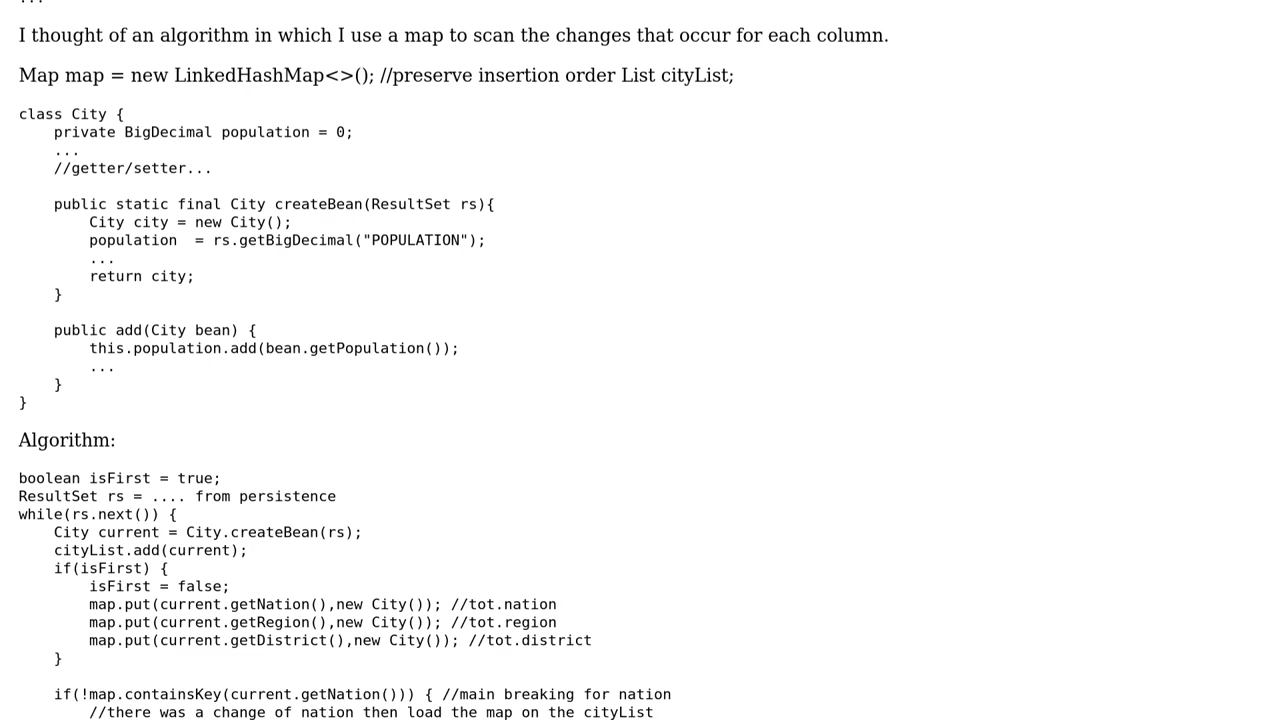 ...
I thought of an algorithm in which I use a map to scan the changes that occur for each column.
Map map = new LinkedHashMap<>(); //preserve insertion order List cityList;
class City {
    private BigDecimal population = 0;
    ...
    //getter/setter...

    public static final City createBean(ResultSet rs){
        City city = new City();
        population  = rs.getBigDecimal("POPULATION");
        ...
        return city;
    }

    public add(City bean) {
        this.population.add(bean.getPopulation());
        ...
    }
}
Algorithm:
boolean isFirst = true;
ResultSet rs = .... from persistence
while(rs.next()) {
    City current = City.createBean(rs);
    cityList.add(current);
    if(isFirst) {
        isFirst = false;
        map.put(current.getNation(),new City()); //tot.nation
        map.put(current.getRegion(),new City()); //tot.region
        map.put(current.getDistrict(),new City()); //tot.district
    }

    if(!map.containsKey(current.getNation())) { //main breaking for nation
        //there was a change of nation then load the map on the cityList